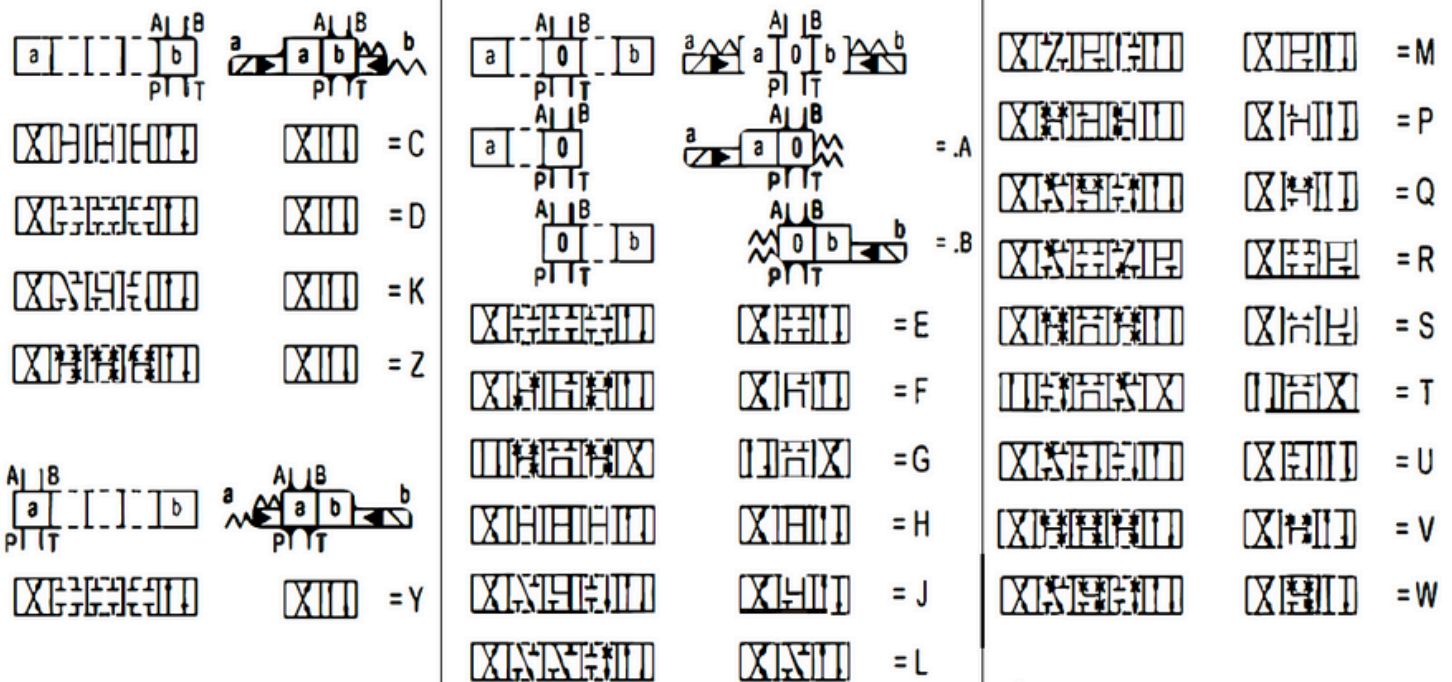 A B A B
a b a a b b
P T P T
= C
= D
= K
= Z
A B A B
a b a a b b
P T P T
= Y
A B A B
a 0 b a a 0 b b
P T P T
A B A B
a 0 a a 0 = .A
P T P T
A B A B
0 b 0 b b = .B
P T P T
= E
= F
= G
= H
= J
= L
= M
= P
= Q
= R
= S
= T
= U
= V
= W